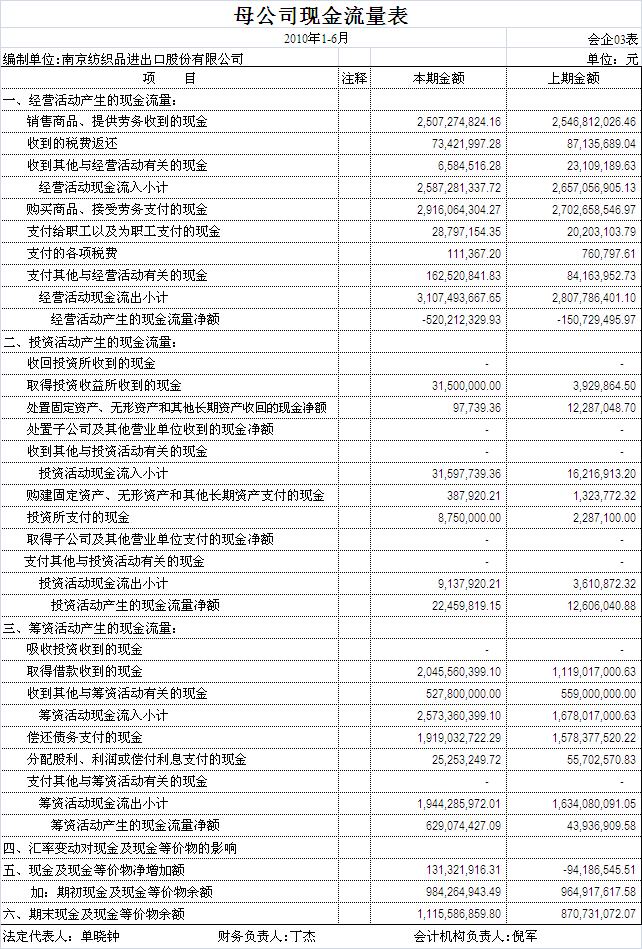 母公司现金流量表
2010年1-6月 会企03表
编制单位:南京纺织品进出口股份有限公司 单位：元
项 目 注释 本期金额 上期金额
一、经营活动产生的现金流量：
销售商品、提供劳务收到的现金 2,507,274,824.16 2,546,812,026.46
收到的税费返还 73,421,997.28 87,135,689.04
收到其他与经营活动有关的现金 6,584,516.28 23,109,189.63
经营活动现金流入小计 2,587,281,337.72 2,657,056,905.13
购买商品、接受劳务支付的现金 2,916,064,304.27 2,702,658,546.97
支付给职工以及为职工支付的现金 28,797,154.35 20,203,103.79
支付的各项税费 111,367.20 760,797.61
支付其他与经营活动有关的现金 162,520,841.83 84,163,952.73
经营活动现金流出小计 3,107,493,667.65 2,807,786,401.10
经营活动产生的现金流量净额 -520,212,329.93 -150,729,495.97
二、投资活动产生的现金流量：
收回投资所收到的现金 - -
取得投资收益所收到的现金 31,500,000.00 3,929,864.50
处置固定资产、无形资产和其他长期资产收回的现金净额 97,739.36 12,287,048.70
处置子公司及其他营业单位收到的现金净额 - -
收到其他与投资活动有关的现金 - -
投资活动现金流入小计 31,597,739.36 16,216,913.20
购建固定资产、无形资产和其他长期资产支付的现金 387,920.21 1,323,772.32
投资所支付的现金 8,750,000.00 2,287,100.00
取得子公司及其他营业单位支付的现金净额 - -
支付其他与投资活动有关的现金 - -
投资活动现金流出小计 9,137,920.21 3,610,872.32
投资活动产生的现金流量净额 22,459,819.15 12,606,040.88
三、筹资活动产生的现金流量：
吸收投资收到的现金 - -
取得借款收到的现金 2,045,560,399.10 1,119,017,000.63
收到其他与筹资活动有关的现金 527,800,000.00 559,000,000.00
筹资活动现金流入小计 2,573,360,399.10 1,678,017,000.63
偿还债务支付的现金 1,919,032,722.29 1,578,377,520.22
分配股利、利润或偿付利息支付的现金 25,253,249.72 55,702,570.83
支付其他与筹资活动有关的现金 - -
筹资活动现金流出小计 1,944,285,972.01 1,634,080,091.05
筹资活动产生的现金流量净额 629,074,427.09 43,936,909.58
四、汇率变动对现金及现金等价物的影响
五、现金及现金等价物净增加额 131,321,916.31 -94,186,545.51
加：期初现金及现金等价物余额 984,264,943.49 964,917,617.58
六、期末现金及现金等价物余额 1,115,586,859.80 870,731,072.07
法定代表人：单晓钟 财务负责人:丁杰 会计机构负责人:倪军